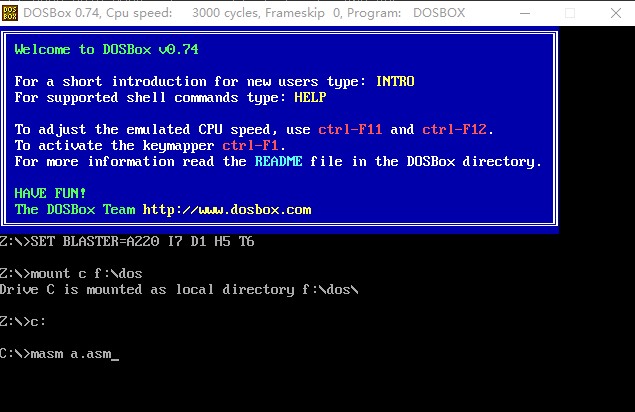 DOS
BOX
DOSBox 0.74, Cpu speed: 3000 cycles, Frameskip 0, Program: DOSBOX
Welcome to DOSBox v0.74
For a short introduction for new users type: INTRO
For supported shell commands type: HELP
To adjust the emulated CPU speed, use ctrl-F11 and ctrl-F12.
To activate the keymapper ctrl-F1.
For more information read the README file in the DOSBox directory.
HAVE FUN!
The DOSBox Team http://www.dosbox.com
Z:\>SET BLASTER=A220 I7 D1 H5 T6
Z:\>mount c f:\dos
Drive C is mounted as local directory f:\dos\
Z:\>c:
C:\>masm a.asm_